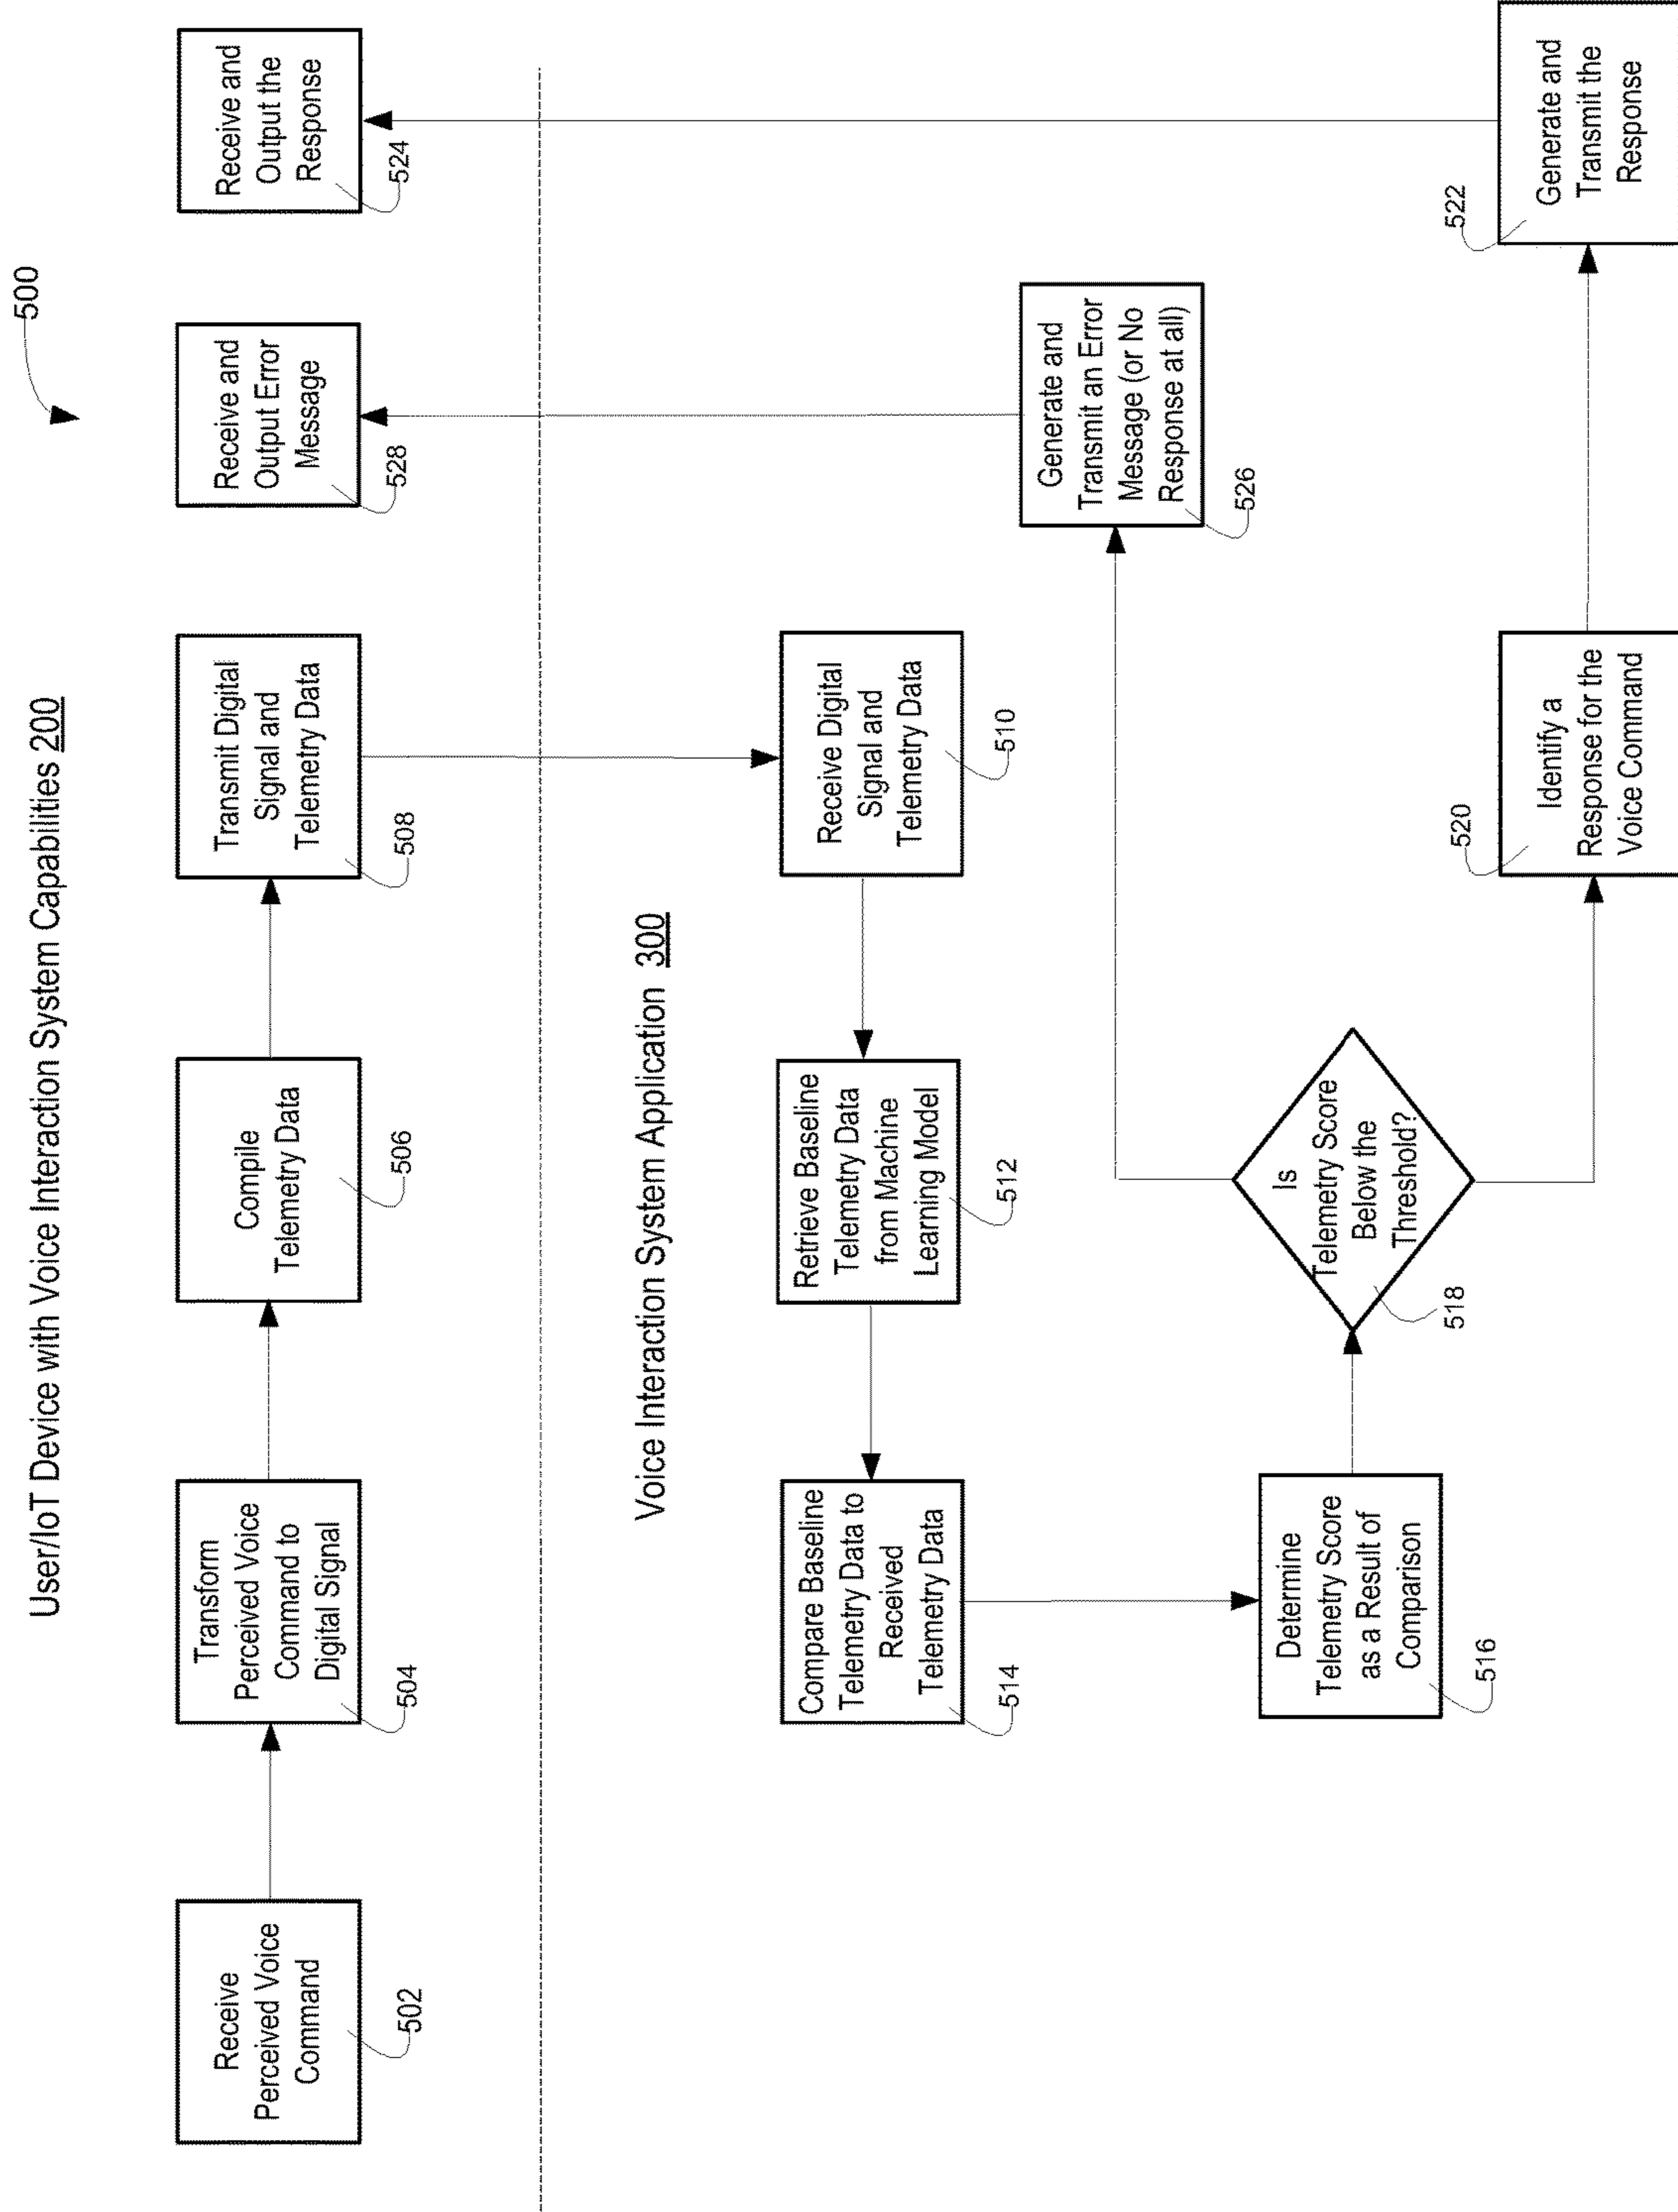 500
User/IoT Device with Voice Interaction System Capabilities 200
Receive
Perceived Voice
Command
502
Transform
Perceived Voice
Command to
Digital Signal
504
Compile
Telemetry Data
506
Transmit Digital
Signal and
Telemetry Data
508
Receive and
Output Error
Message
528
Receive and
Output the
Response
524
Voice Interaction System Application 300
Compare Baseline
Telemetry Data to
Received
Telemetry Data
514
Retrieve Baseline
Telemetry Data
from Machine
Learning Model
512
Receive Digital
Signal and
Telemetry Data
510
Generate and
Transmit an Error
Message (or No
Response at all)
526
Determine
Telemetry Score
as a Result of
Comparison
516
Is
Telemetry Score
Below the
Threshold?
518
Identify a
Response for the
Voice Command
520
Generate and
Transmit the
Response
522